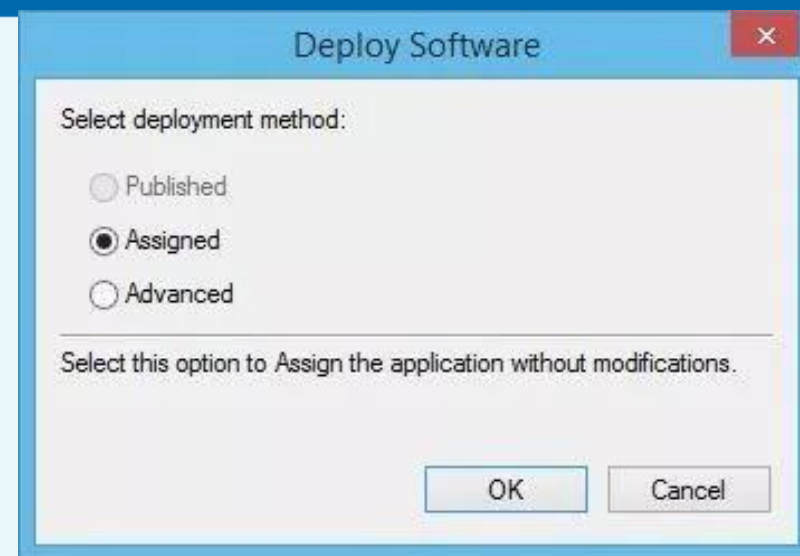 Deploy Software
Select deployment method:
Published
Assigned
Advanced
Select this option to Assign the application without modifications.
OK
Cancel